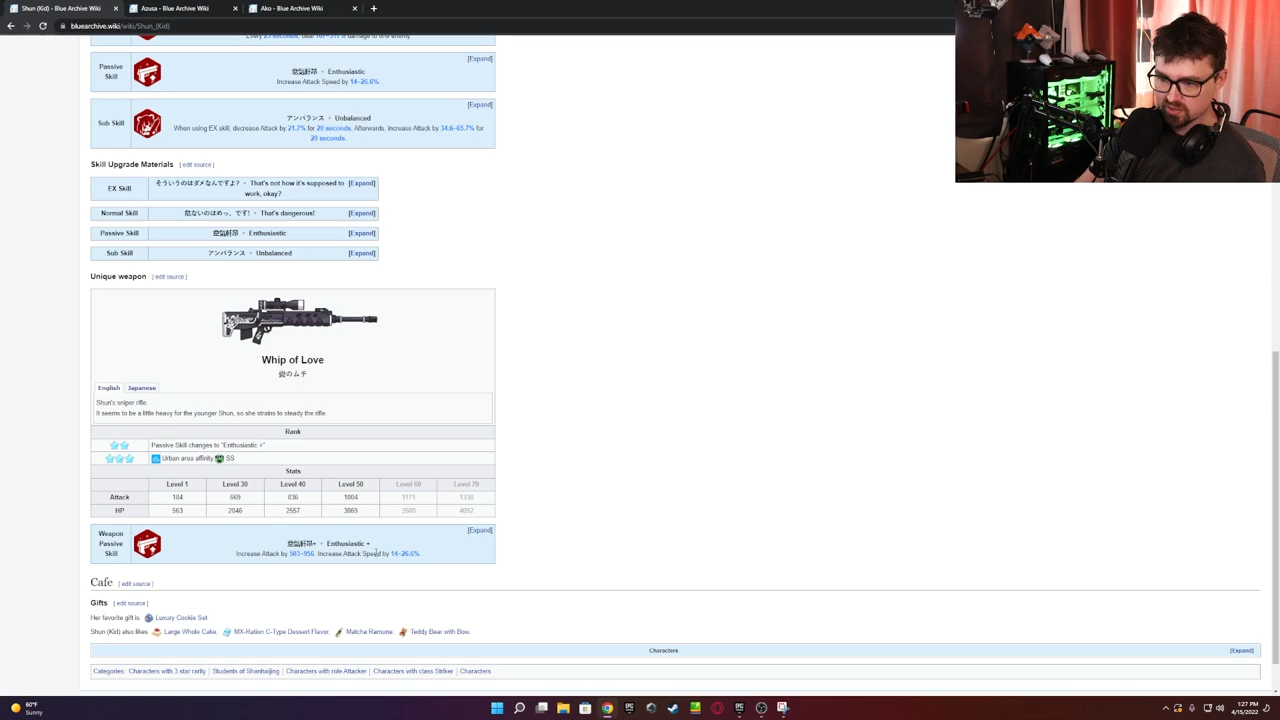 Shun (Kid) - Blue Archive Wiki
Azusa - Blue Archive Wiki
Ako - Blue Archive Wiki
bluearchive.wiki/wiki/Shun_(Kid)
[Expand]
Passive Skill
意気軒昂 ・ Enthusiastic
Increase Attack Speed by 14~26.6%.
[Expand]
Sub Skill
アンバランス ・ Unbalanced
When using EX skill, decrease Attack by 21.7% for 20 seconds. Afterwards, increase Attack by 34.6~65.7% for
20 seconds.
Skill Upgrade Materials [ edit source ]
EX Skill
そういうのはダメなんですよ? ・ That's not how it's supposed to
work, okay?
[Expand]
Normal Skill
危ないのはめっ、です! ・ That's dangerous!
[Expand]
Passive Skill
意気軒昂 ・ Enthusiastic
[Expand]
Sub Skill
アンバランス ・ Unbalanced
[Expand]
Unique weapon [ edit source ]
Whip of Love
愛のムチ
English Japanese
Shun's sniper rifle.
It seems to be a little heavy for the younger Shun, so she strains to steady the rifle.
Rank
Passive Skill changes to "Enthusiastic +"
Urban area affinity SS
Stats
Level 1 Level 30 Level 40 Level 50 Level 60 Level 70
Attack 184 669 836 1004 1171 1338
HP 563 2046 2557 3069 3580 4092
Weapon Passive Skill
[Expand]
意気軒昂+ ・ Enthusiastic +
Increase Attack by 503~956. Increase Attack Speed by 14~26.6%.
Cafe [ edit source ]
Gifts [ edit source ]
Her favorite gift is Luxury Cookie Set
Shun (Kid) also likes Large Whole Cake, MX-Ration C-Type Dessert Flavor, Matcha Ramune, Teddy Bear with Bow.
Characters
[Expand]
Categories: Characters with 3 star rarity | Students of Shanhaijing | Characters with role Attacker | Characters with class Striker | Characters
60°F
Sunny
1:27 PM
4/15/2022